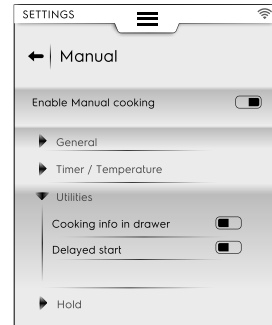 SETTINGS
Manual
Enable Manual cooking
General
Timer / Temperature
Utilities
Cooking info in drawer
Delayed start
Hold